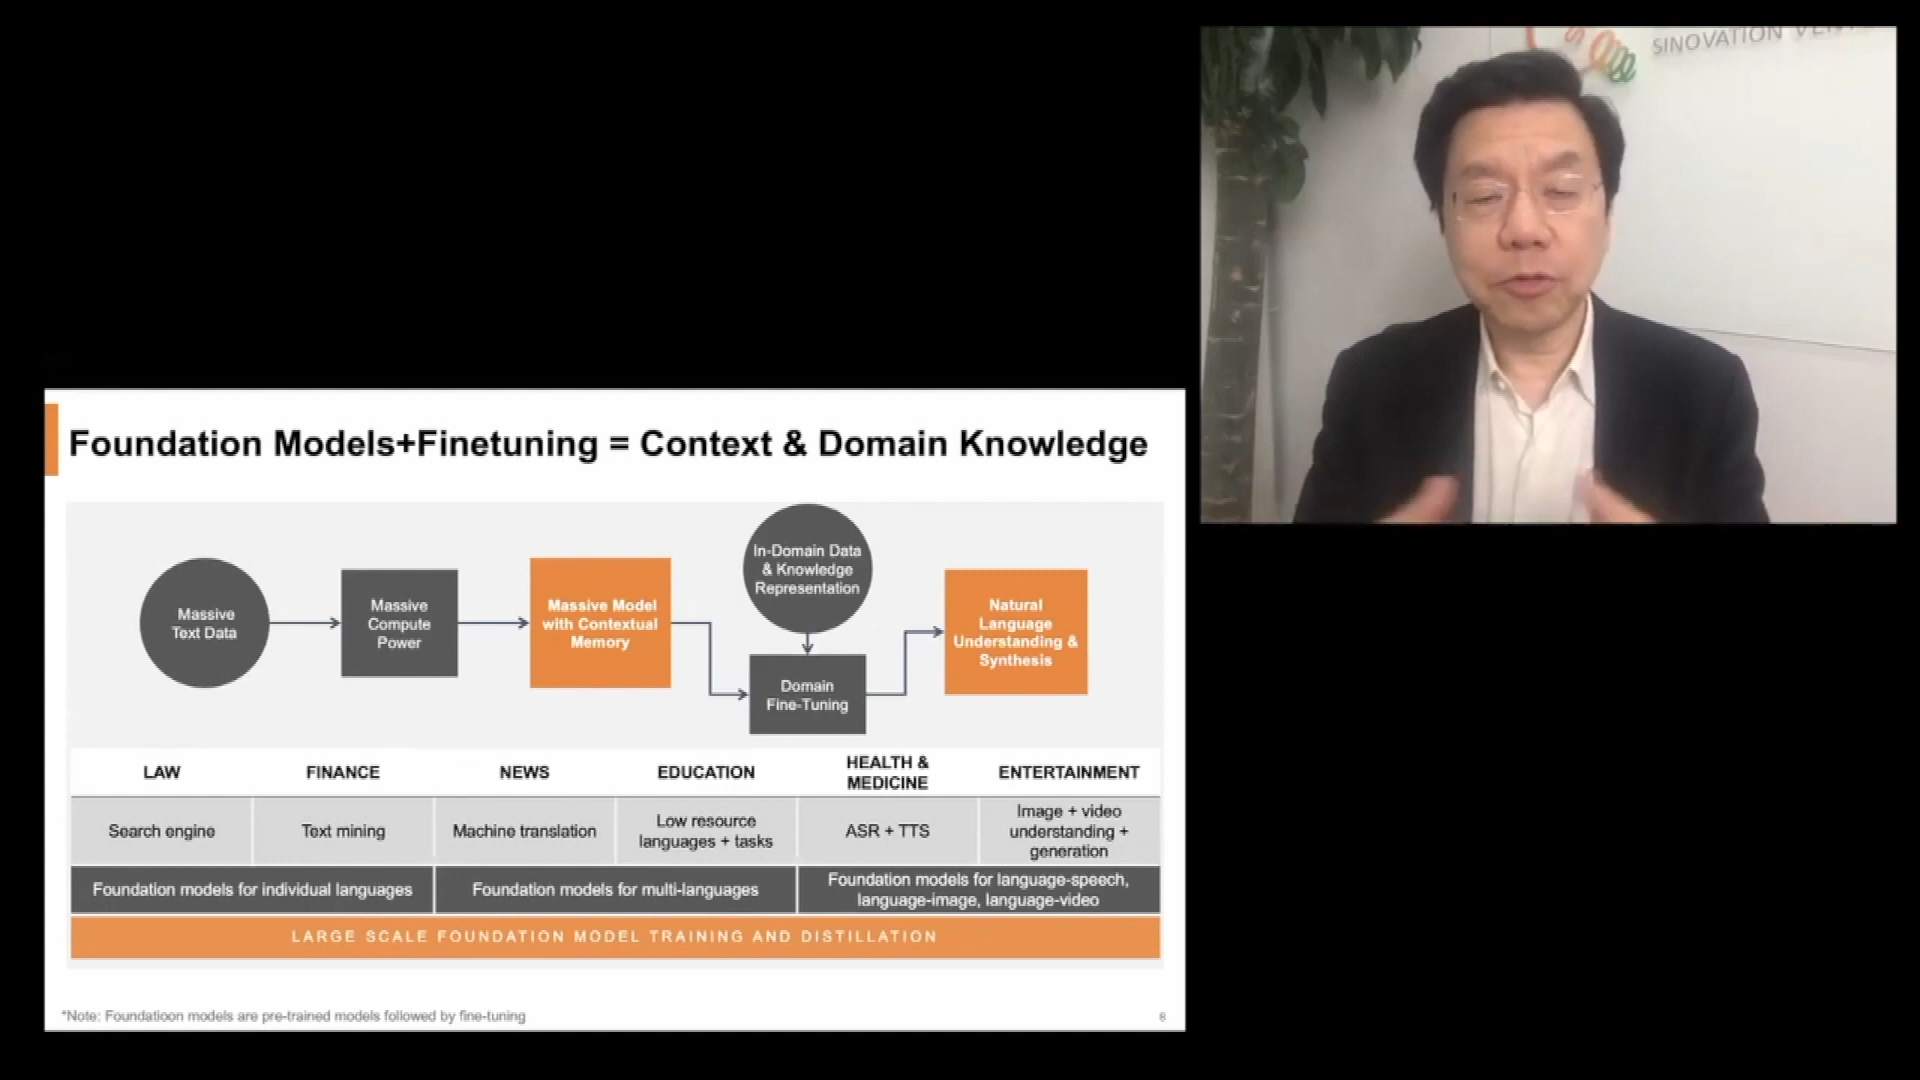 SINOVATION
Foundation Models+Finetuning = Context & Domain Knowledge
Massive
Text Data
Massive
Compute
Power
Massive Model
with Contextual
Memory
In-Domain Data
& Knowledge
Representation
Domain
Fine-Tuning
Natural
Language
Understanding &
Synthesis
LAW
FINANCE
NEWS
EDUCATION
HEALTH &
MEDICINE
ENTERTAINMENT
Search engine
Text mining
Machine translation
Low resource
languages + tasks
ASR + TTS
Image + video
understanding +
generation
Foundation models for individual languages
Foundation models for multi-languages
Foundation models for language-speech,
language-image, language-video
LARGE SCALE FOUNDATION MODEL TRAINING AND DISTILLATION
*Note: Foundatioon models are pre-trained models followed by fine-tuning
8